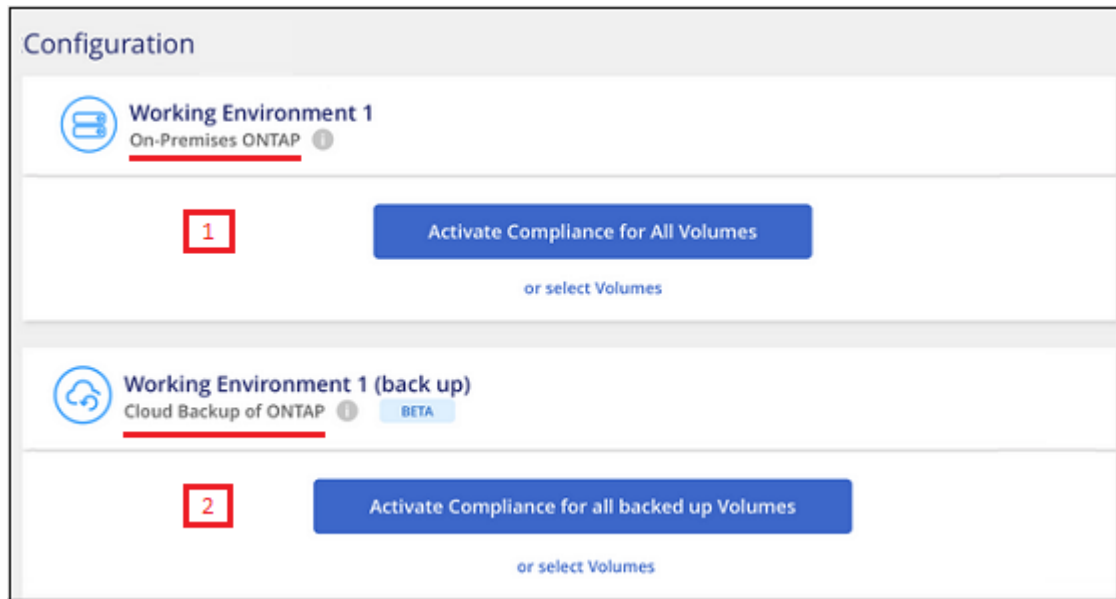 Configuration
Working Environment 1
On-Premises ONTAP i
1
Activate Compliance for All Volumes
or select Volumes
Working Environment 1 (back up)
Cloud Backup of ONTAP i BETA
2
Activate Compliance for all backed up Volumes
or select Volumes